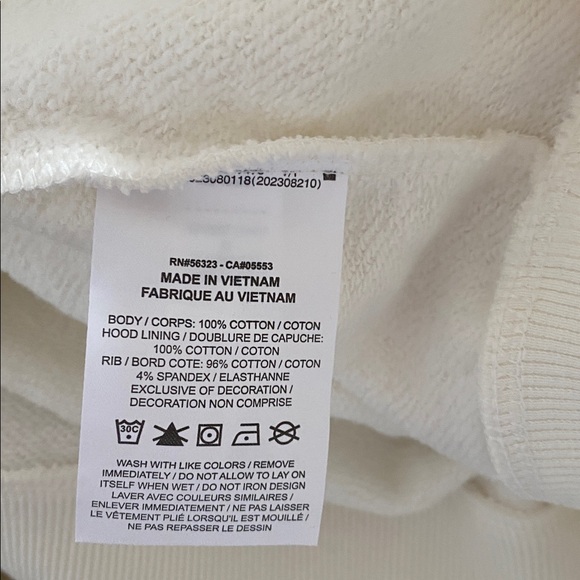 3080118(202308210)
RN#56323 - CA#05553
MADE IN VIETNAM
FABRIQUE AU VIETNAM
BODY / CORPS: 100% COTTON / COTON
HOOD LINING / DOUBLURE DE CAPUCHE:
100% COTTON / COTON
RIB / BORD COTE: 96% COTTON / COTON
4% SPANDEX / ELASTHANNE
EXCLUSIVE OF DECORATION /
DECORATION NON COMPRISE
30C
WASH WITH LIKE COLORS / REMOVE
IMMEDIATELY / DO NOT LAY ON
ITSELF WHEN WET / DO NOT IRON DESIGN
LAVER AVEC COULEURS SIMILAIRES /
ENLEVER IMMÉDIATEMENT / NE PAS LAISSER
LE VÊTEMENT PLIÉ LORSQU'IL EST MOUILLÉ /
NE PAS REPASSER LE DESSIN